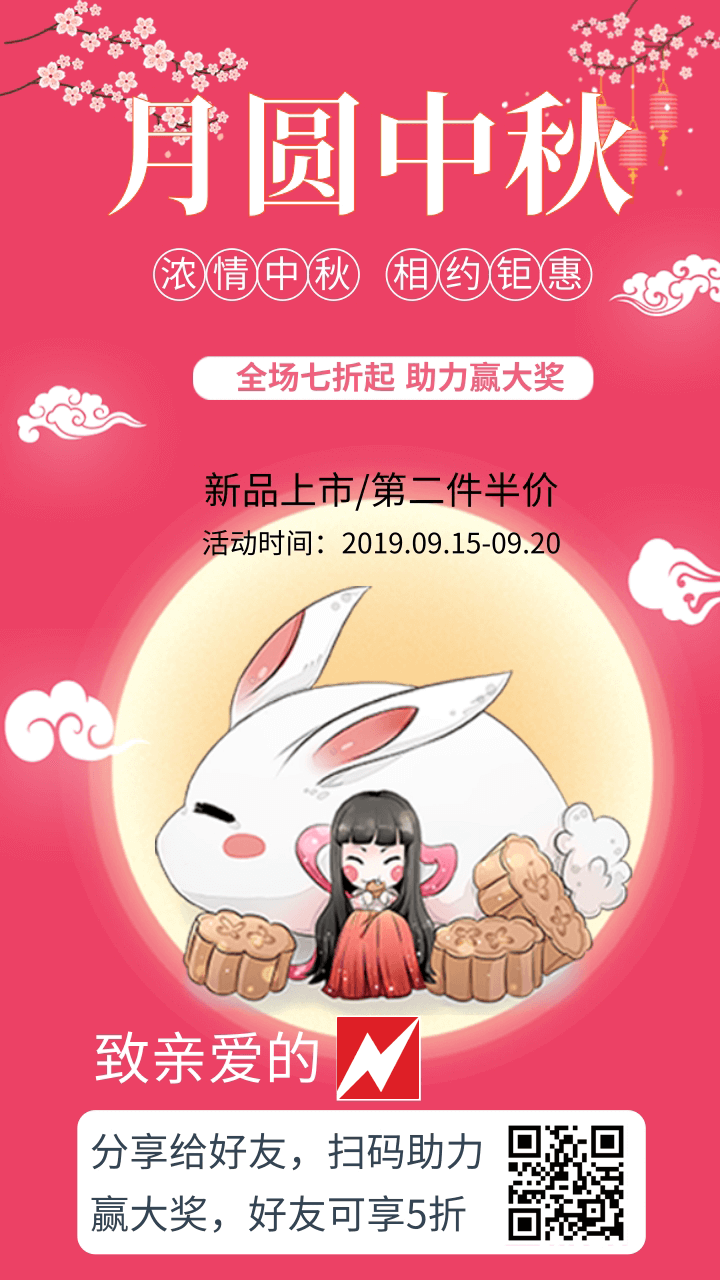 月圆中秋
浓情中秋 相约钜惠
全场七折起 助力赢大奖
新品上市/第二件半价
活动时间：2019.09.15-09.20
致亲爱的
分享给好友，扫码助力
赢大奖，好友可享5折